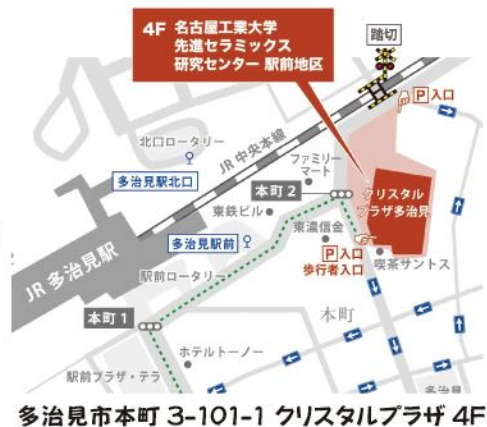 4F 名古屋工業大学
先進セラミックス
研究センター 駅前地区
踏切
P入口
北口ロータリー
JR 中央本線
ファミリー
マート
多治見駅北口
本町 2
クリスタル
プラザ多治見
東鉄ビル
JR 多治見駅
多治見駅前
東濃信金
P入口
歩行者入口
喫茶サントス
駅前ロータリー
本町 1
本町
ホテルトーノー
駅前プラザ・テラ
多治見市本町 3-101-1 クリスタルプラザ 4F